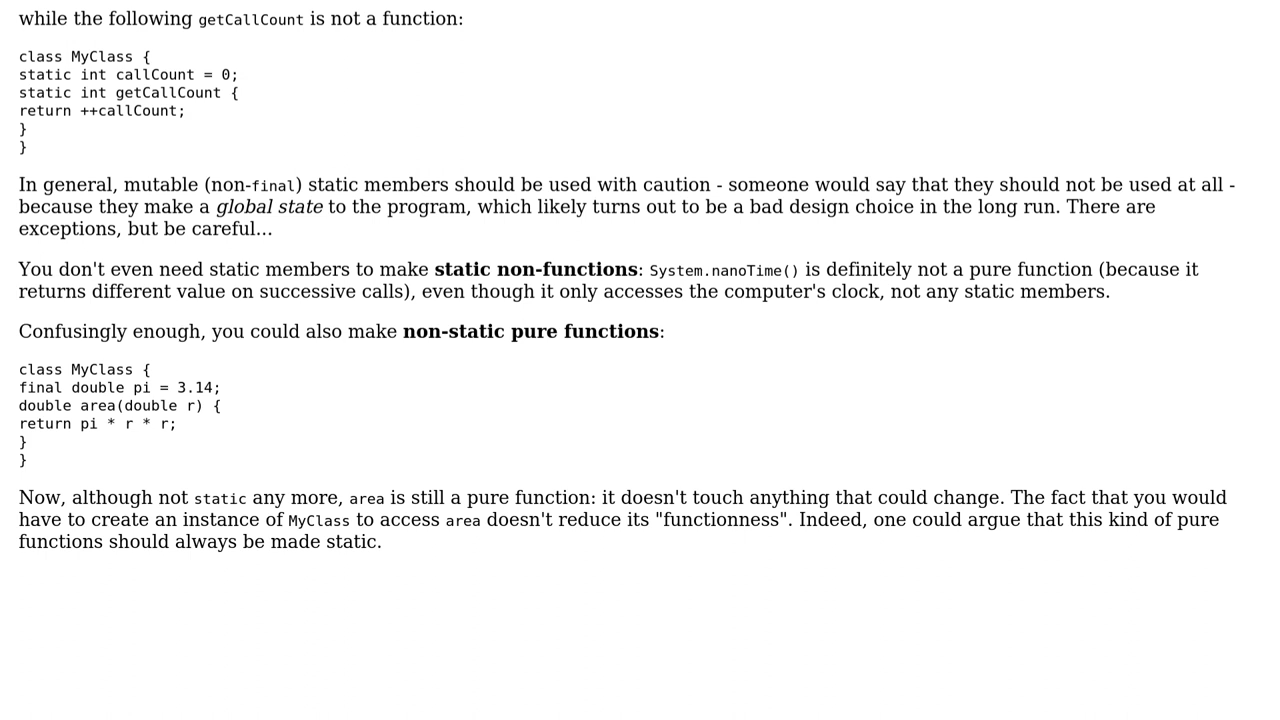 while the following getCallCount is not a function:
class MyClass {
static int callCount = 0;
static int getCallCount {
return ++callCount;
}
}
In general, mutable (non-final) static members should be used with caution - someone would say that they should not be used at all -
because they make a global state to the program, which likely turns out to be a bad design choice in the long run. There are
exceptions, but be careful...
You don't even need static members to make static non-functions: System.nanoTime() is definitely not a pure function (because it
returns different value on successive calls), even though it only accesses the computer's clock, not any static members.
Confusingly enough, you could also make non-static pure functions:
class MyClass {
final double pi = 3.14;
double area(double r) {
return pi * r * r;
}
}
Now, although not static any more, area is still a pure function: it doesn't touch anything that could change. The fact that you would
have to create an instance of MyClass to access area doesn't reduce its "functionness". Indeed, one could argue that this kind of pure
functions should always be made static.